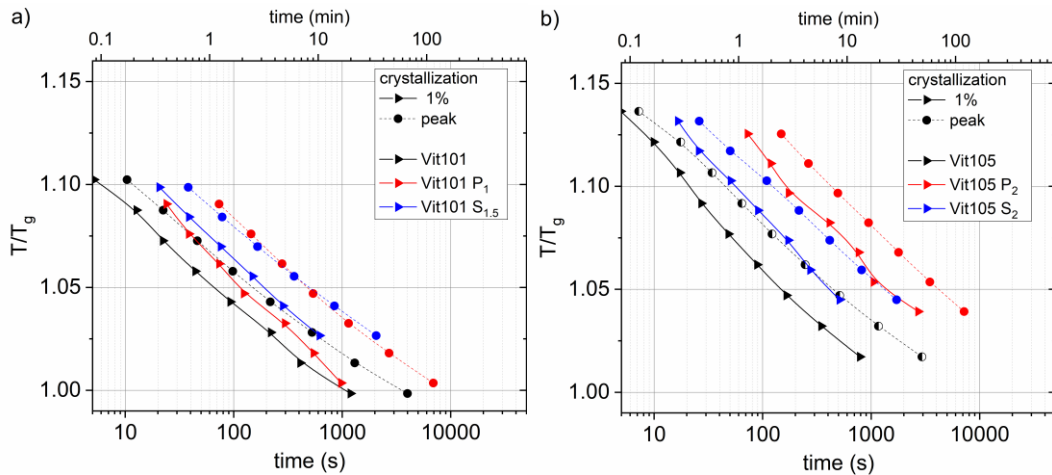 a)
time (min)
0.1 1 10 100
1.15
1.10
1.05
1.00
T/Tg
crystallization
1%
peak
Vit101
Vit101 P1
Vit101 S1.5
10 100 1000 10000
time (s)
b)
time (min)
0.1 1 10 100
1.15
1.10
1.05
1.00
T/Tg
crystallization
1%
peak
Vit105
Vit105 P2
Vit105 S2
10 100 1000 10000
time (s)